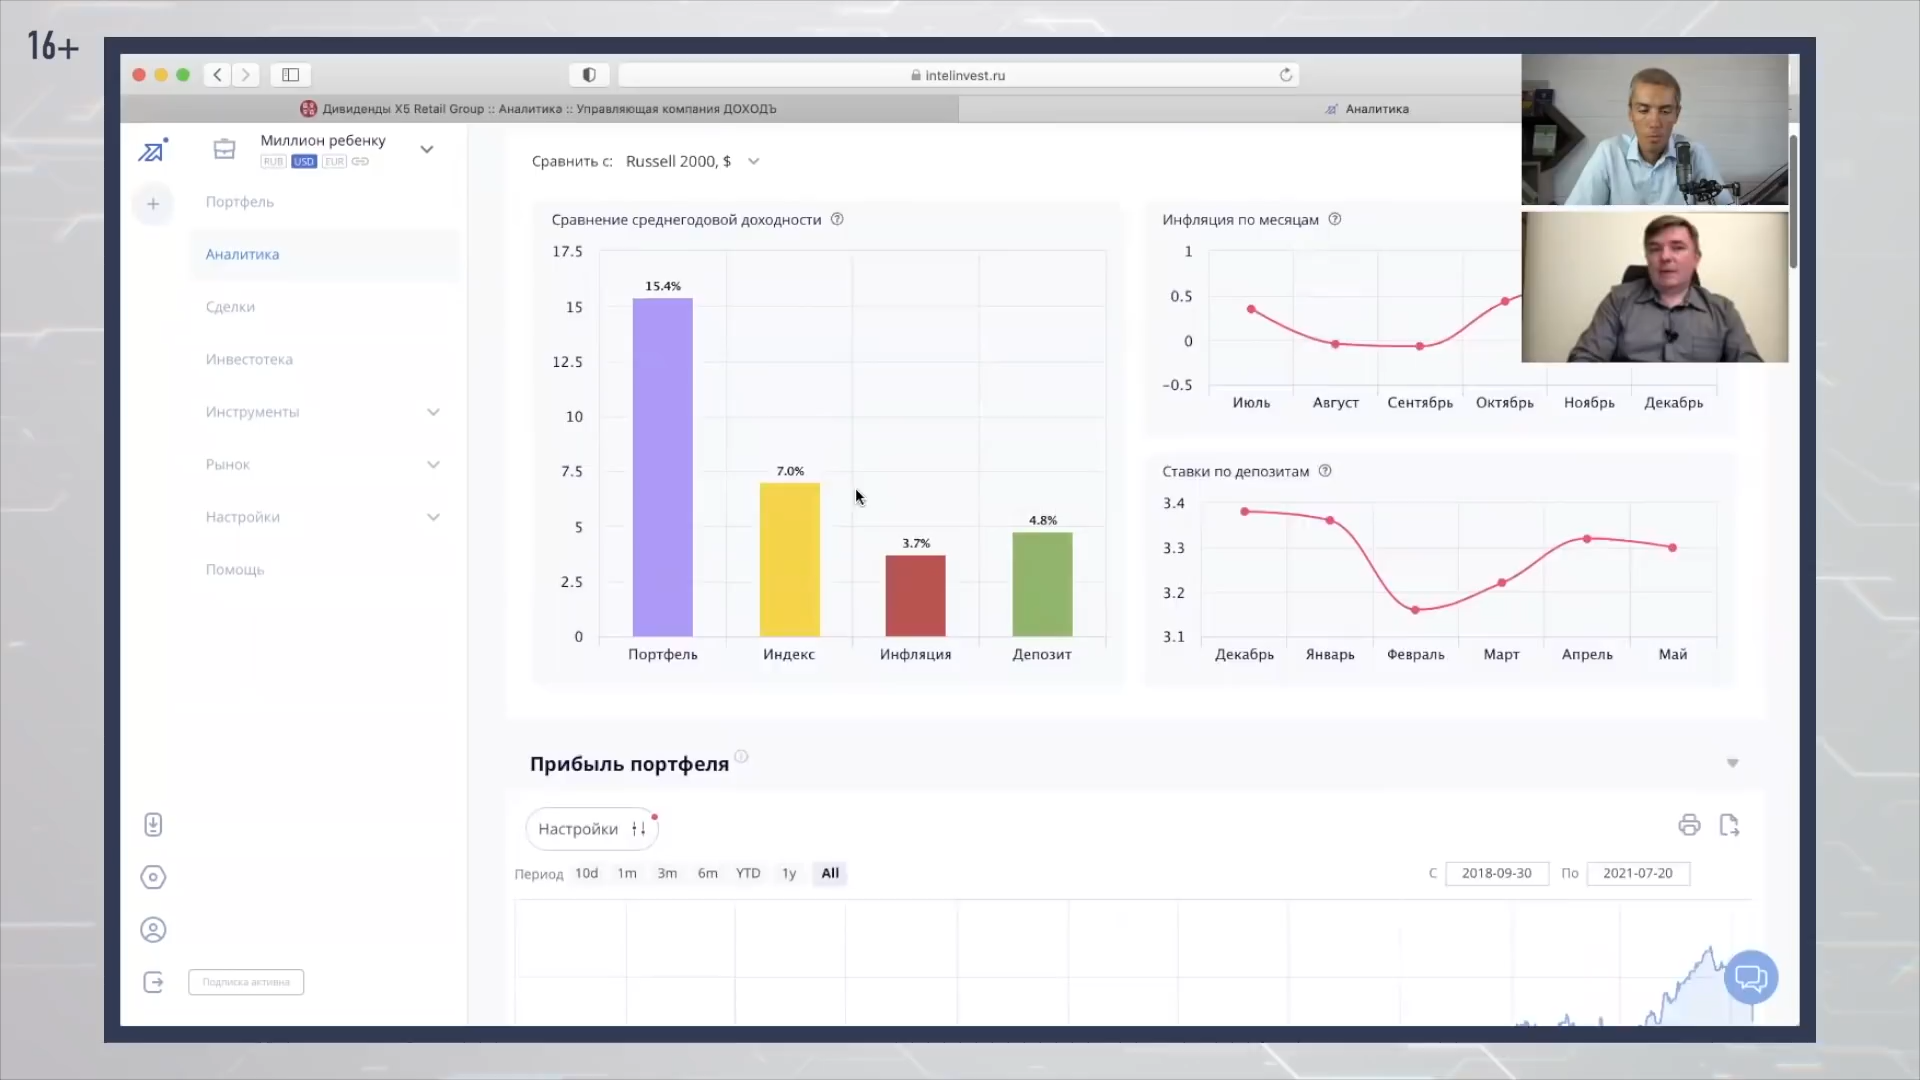 16+
intelinvest.ru
Дивиденды X5 Retail Group :: Аналитика :: Управляющая компания ДОХОДЪ
Аналитика
Миллион ребенку
RUB USD EUR
Портфель
Аналитика
Сделки
Инвестотека
Инструменты
Рынок
Настройки
Помощь
Подписка активна
Сравнить с: Russell 2000, $
Сравнение среднегодовой доходности
17.5
15
12.5
10
7.5
5
2.5
0
15.4%
7.0%
3.7%
4.8%
Портфель Индекс Инфляция Депозит
Инфляция по месяцам
1
0.5
0
-0.5
Июль Август Сентябрь Октябрь Ноябрь Декабрь
Ставки по депозитам
3.4
3.3
3.2
3.1
Декабрь Январь Февраль Март Апрель Май
Прибыль портфеля
Настройки
Период 10d 1m 3m 6m YTD 1y All
С 2018-09-30 По 2021-07-20